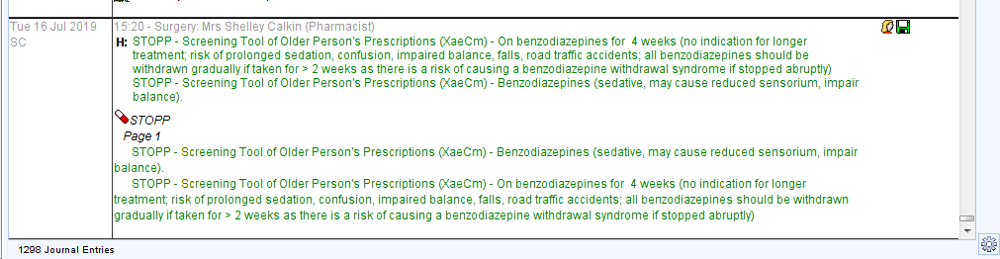 Tue 16 Jul 2019 15:20 - Surgery: Mrs Shelley Calkin (Pharmacist)
SC H: STOPP - Screening Tool of Older Person's Prescriptions (XaeCm) - On benzodiazepines for 4 weeks (no indication for longer
treatment; risk of prolonged sedation, confusion, impaired balance, falls, road traffic accidents; all benzodiazepines should be
withdrawn gradually if taken for > 2 weeks as there is a risk of causing a benzodiazepine withdrawal syndrome if stopped abruptly)
STOPP - Screening Tool of Older Person's Prescriptions (XaeCm) - Benzodiazepines (sedative, may cause reduced sensorium, impair
balance).
STOPP
Page 1
STOPP - Screening Tool of Older Person's Prescriptions (XaeCm) - Benzodiazepines (sedative, may cause reduced sensorium, impair
balance).
STOPP - Screening Tool of Older Person's Prescriptions (XaeCm) - On benzodiazepines for 4 weeks (no indication for longer
treatment; risk of prolonged sedation, confusion, impaired balance, falls, road traffic accidents; all benzodiazepines should be withdrawn
gradually if taken for > 2 weeks as there is a risk of causing a benzodiazepine withdrawal syndrome if stopped abruptly)
1298 Journal Entries